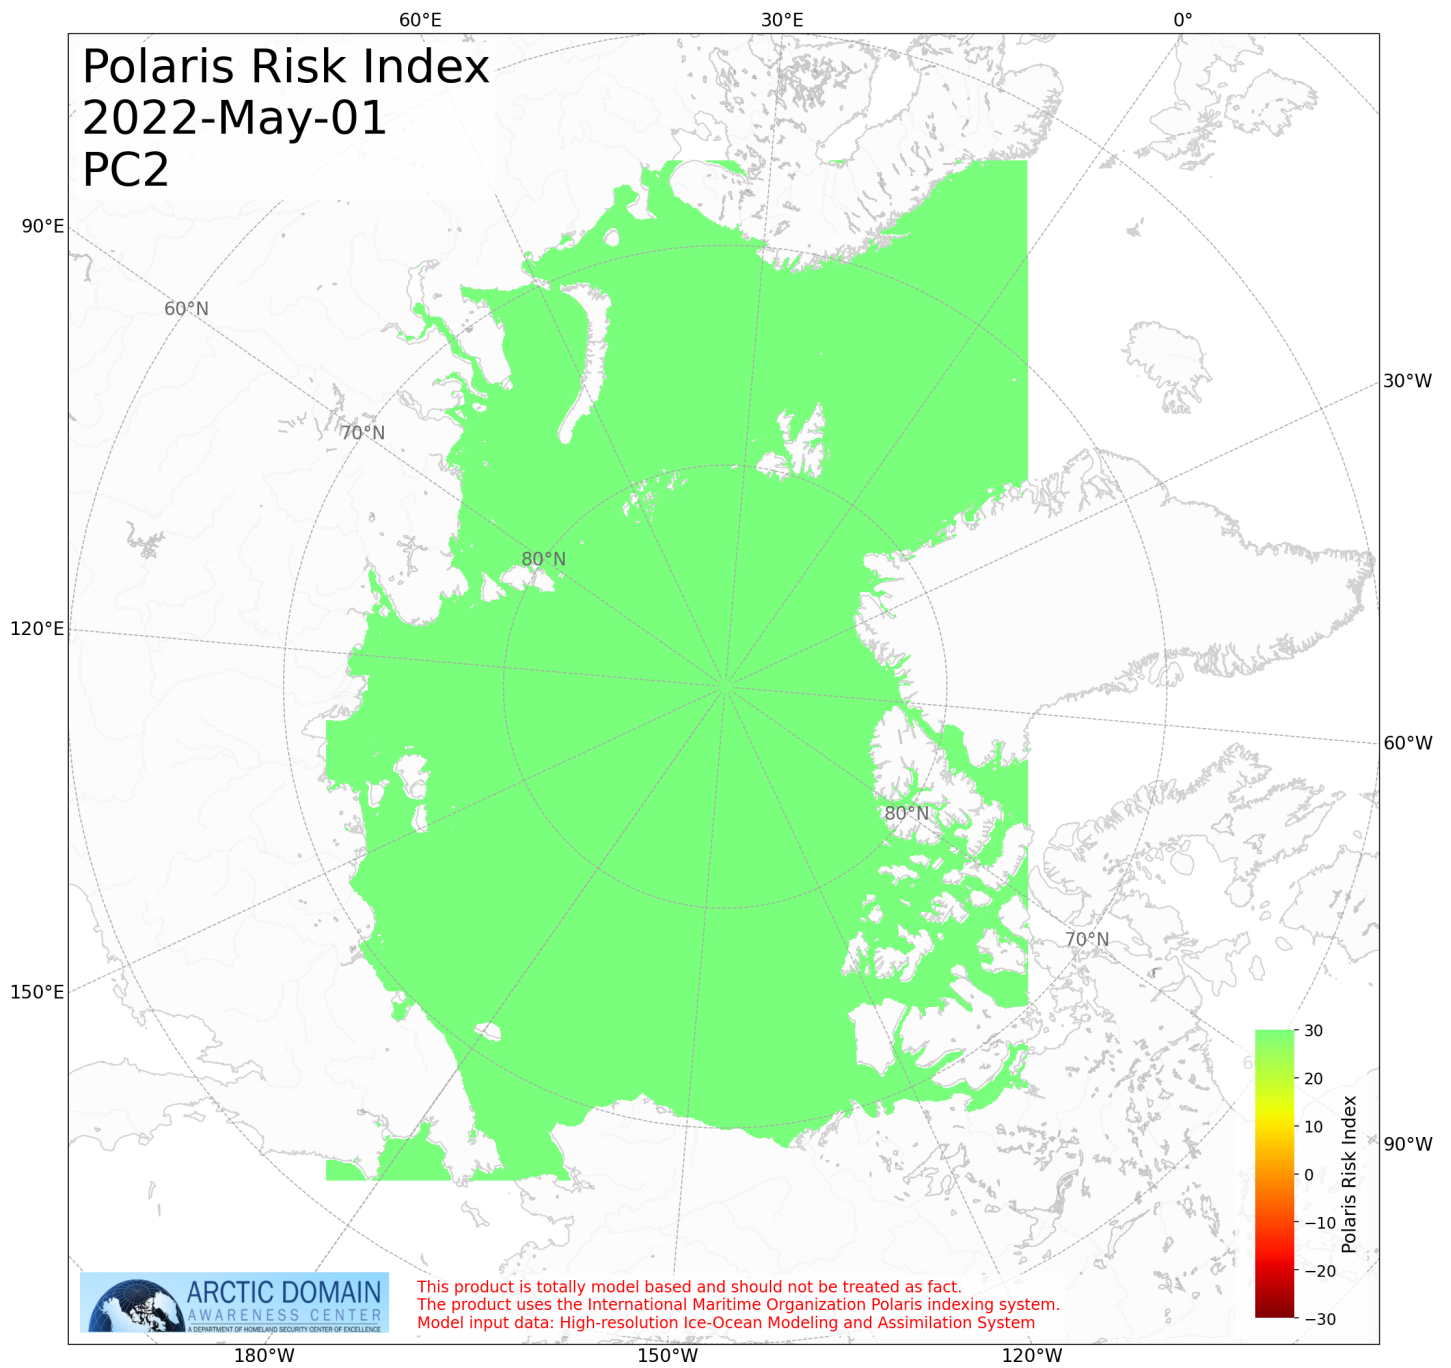 60°E 30°E 0°
Polaris Risk Index
2022-May-01
PC2
90°E
60°N
30°W
70°N
80°N
120°E
60°W
80°N
70°N
150°E
30
20
10
0
−10
−20
−30
Polaris Risk Index
90°W
ARCTIC DOMAIN
AWARENESS CENTER
A DEPARTMENT OF HOMELAND SECURITY CENTER OF EXCELLENCE
This product is totally model based and should not be treated as fact.
The product uses the International Maritime Organization Polaris indexing system.
Model input data: High-resolution Ice-Ocean Modeling and Assimilation System
180°W 150°W 120°W